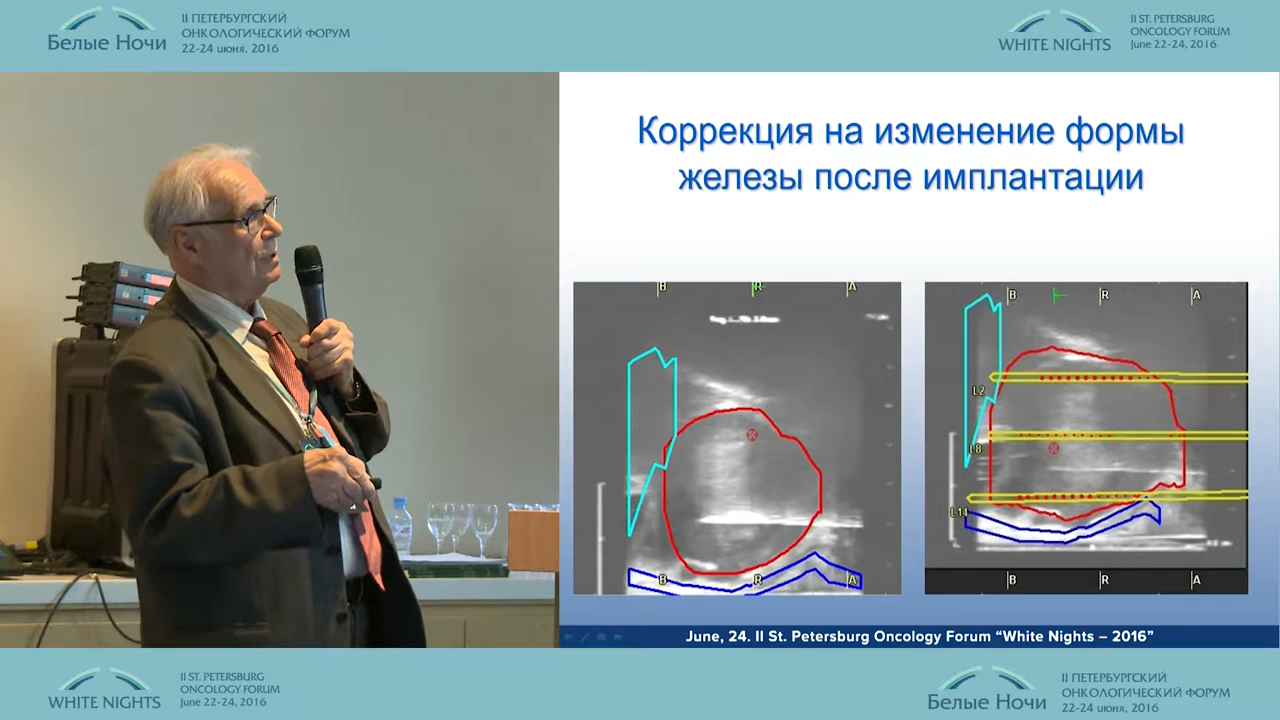 Белые Ночи
II ПЕТЕРБУРГСКИЙ
ОНКОЛОГИЧЕСКИЙ ФОРУМ
22-24 июня, 2016
WHITE NIGHTS
II ST. PETERSBURG
ONCOLOGY FORUM
June 22-24, 2016
Коррекция на изменение формы
железы после имплантации
B
R
A
B
R
A
B
R
A
L2
L8
L14
B
R
A
June, 24. II St. Petersburg Oncology Forum “White Nights – 2016”
WHITE NIGHTS
II ST. PETERSBURG
ONCOLOGY FORUM
June 22-24, 2016
Белые Ночи
II ПЕТЕРБУРГСКИЙ
ОНКОЛОГИЧЕСКИЙ ФОРУМ
22-24 июня, 2016